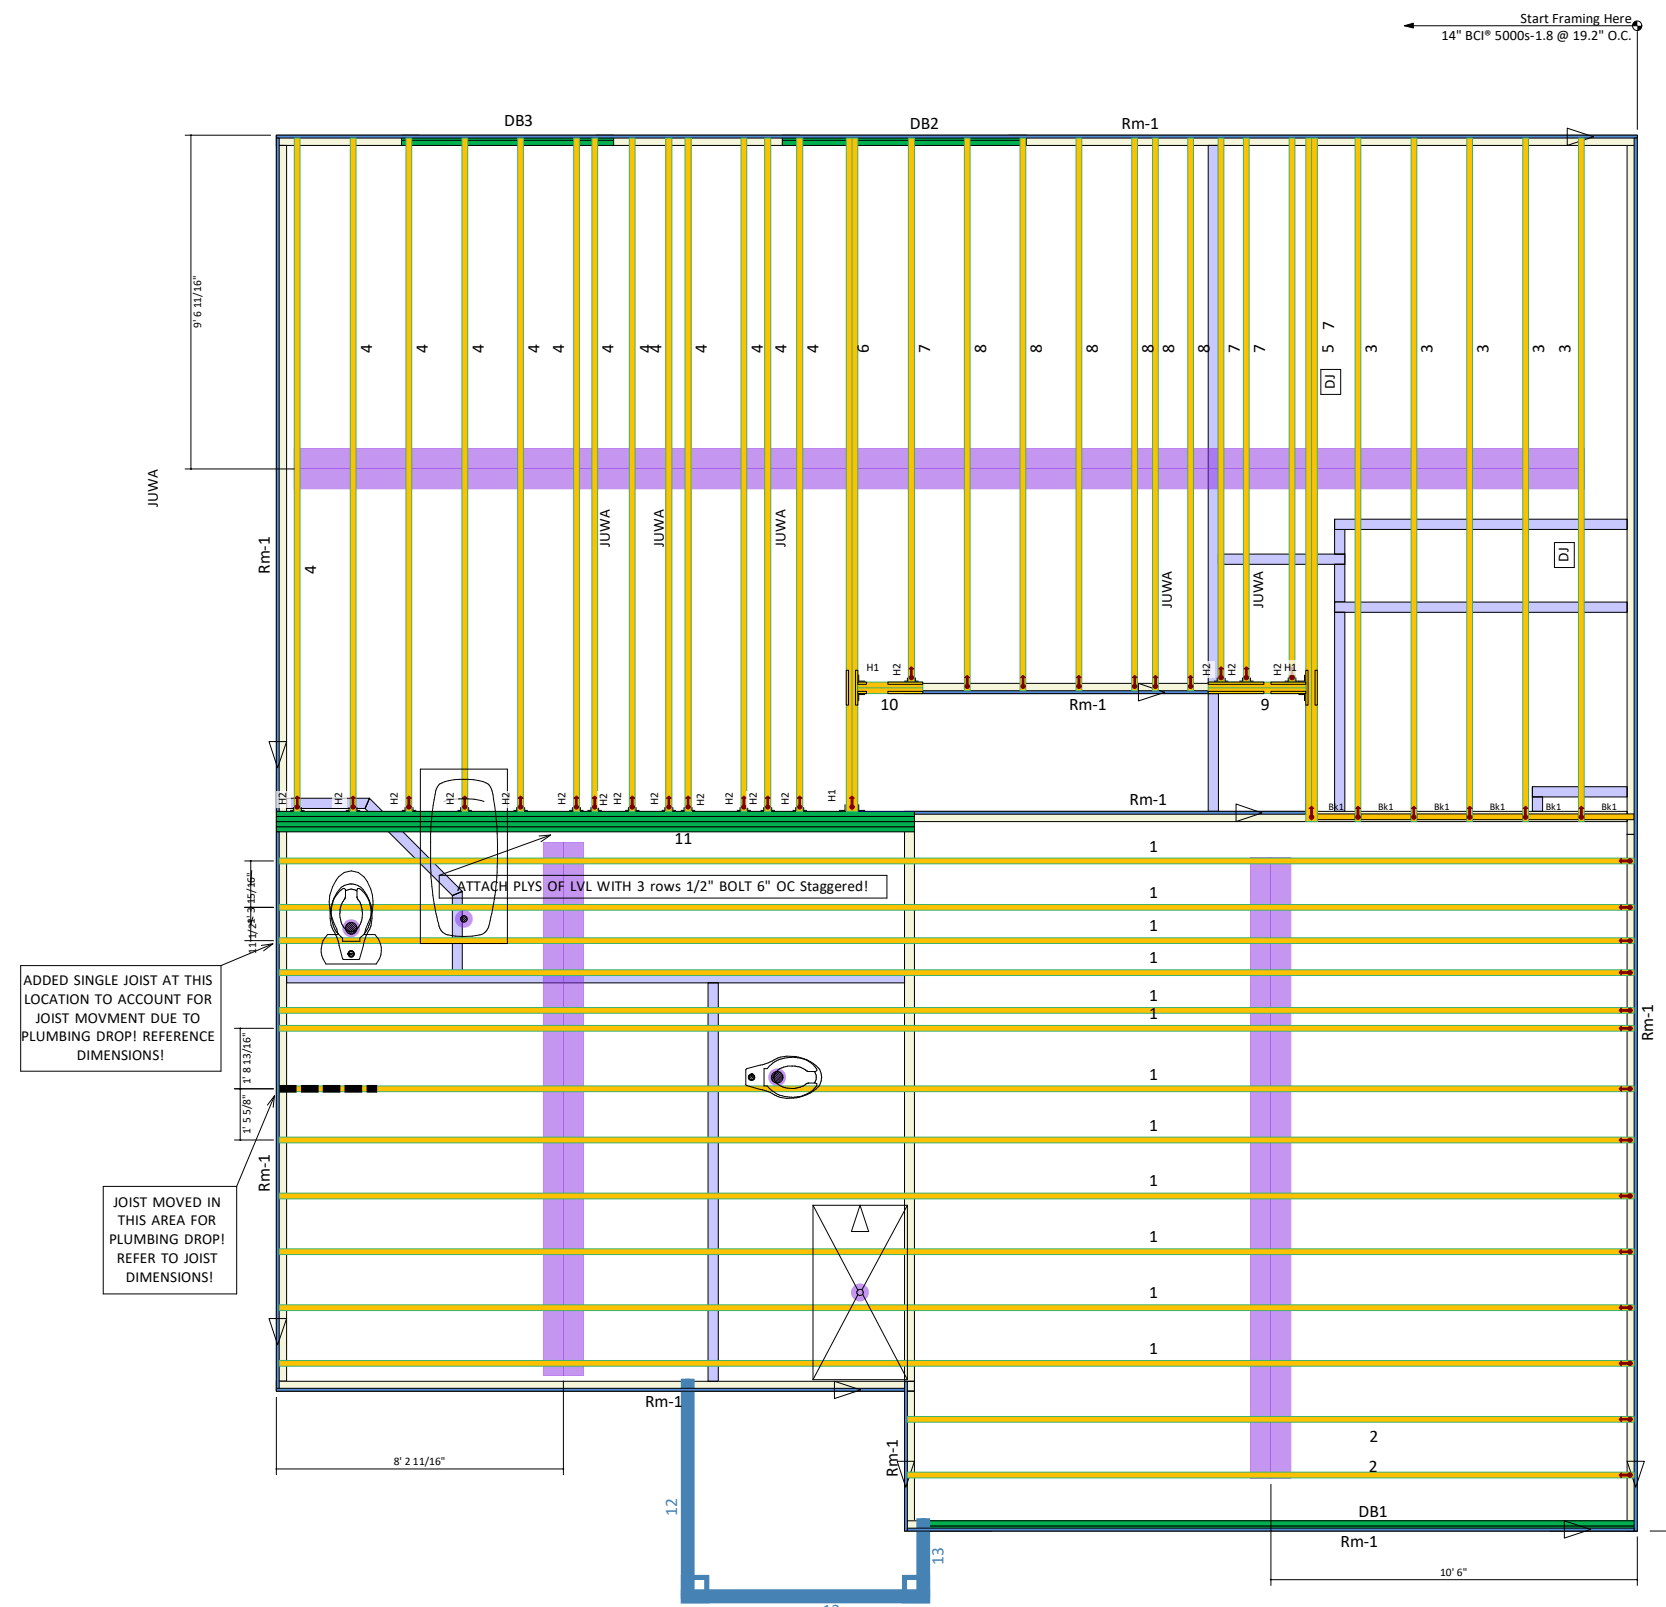 Start Framing Here
14" BCI® 5000s-1.8 @ 19.2" O.C.
DB3
DB2
Rm-1
9' 6 11/16"
JUWA
Rm-1
4
4
4
4
4
4
4
4
4
4
4
4
4
6
7
8
8
8
8
8
8
7
7
7
5
3
3
3
3
3
DJ
DJ
JUWA
JUWA
JUWA
JUWA
JUWA
H1
H2
H2
H2
H2
H1
10
Rm-1
9
H2
H2
H2
H2
H2
H2
H2
H2
H2
H2
H2
H2
H1
Rm-1
Bk1
Bk1
Bk1
Bk1
Bk1
Bk1
11
ATTACH PLYS OF LVL WITH 3 rows 1/2" BOLT 6" OC Staggered!
1
1
1
1
1
1
1
1
1
1
1
1
3 15/16"
11 1/2"
ADDED SINGLE JOIST AT THIS
LOCATION TO ACCOUNT FOR
JOIST MOVMENT DUE TO
PLUMBING DROP! REFERENCE
DIMENSIONS!
1' 8 13/16"
1' 5 5/8"
Rm-1
Rm-1
JOIST MOVED IN
THIS AREA FOR
PLUMBING DROP!
REFER TO JOIST
DIMENSIONS!
Rm-1
8' 2 11/16"
Rm-1
2
2
12
DB1
Rm-1
13
10' 6"